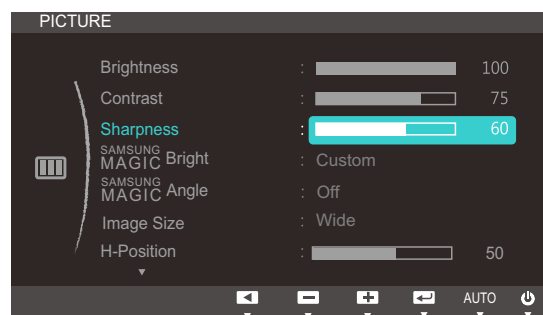 PICTURE
Brightness : 100
Contrast : 75
Sharpness : 60
SAMSUNG
MAGIC Bright : Custom
SAMSUNG
MAGIC Angle : Off
Image Size : Wide
H-Position : 50
AUTO